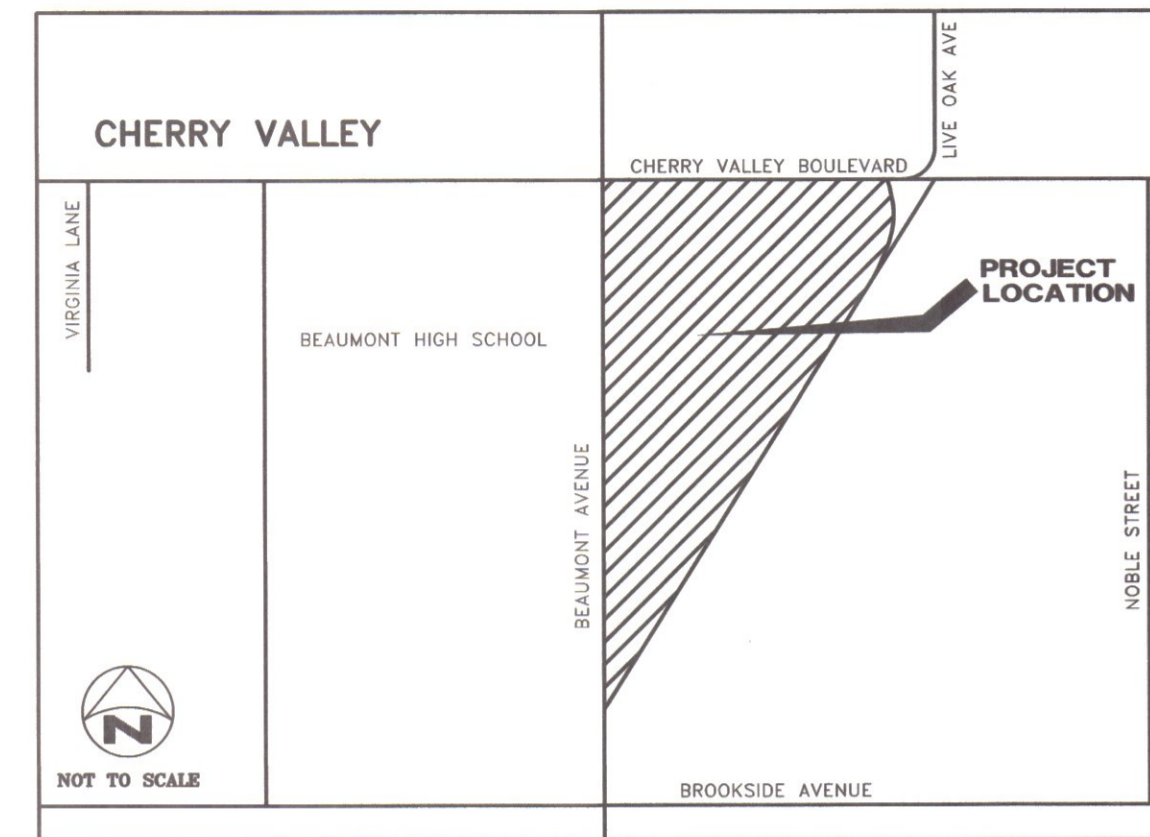 LIVE OAK AVE
CHERRY VALLEY
CHERRY VALLEY BOULEVARD
VIRGINIA LANE
PROJECT
LOCATION
BEAUMONT HIGH SCHOOL
BEAUMONT AVENUE
NOBLE STREET
N
NOT TO SCALE
BROOKSIDE AVENUE